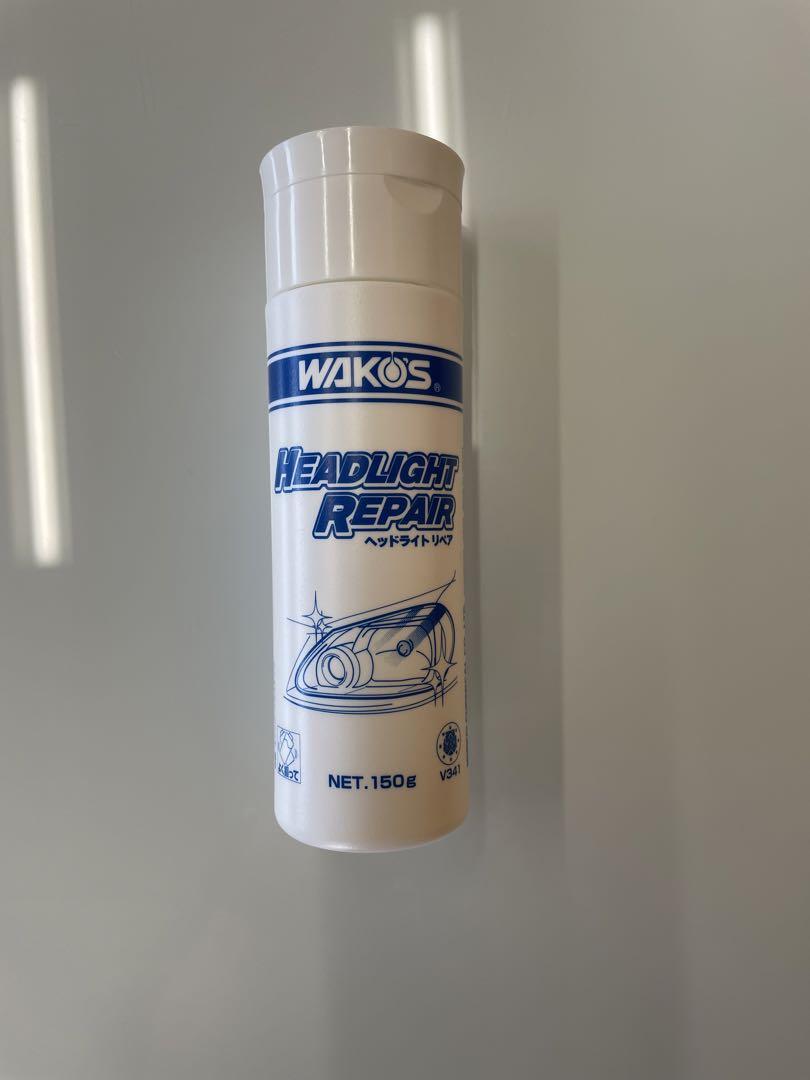 WAKO'S®
HEADLIGHT
REPAIR
ヘッドライト リペア
よく振って
NET.150g
V341